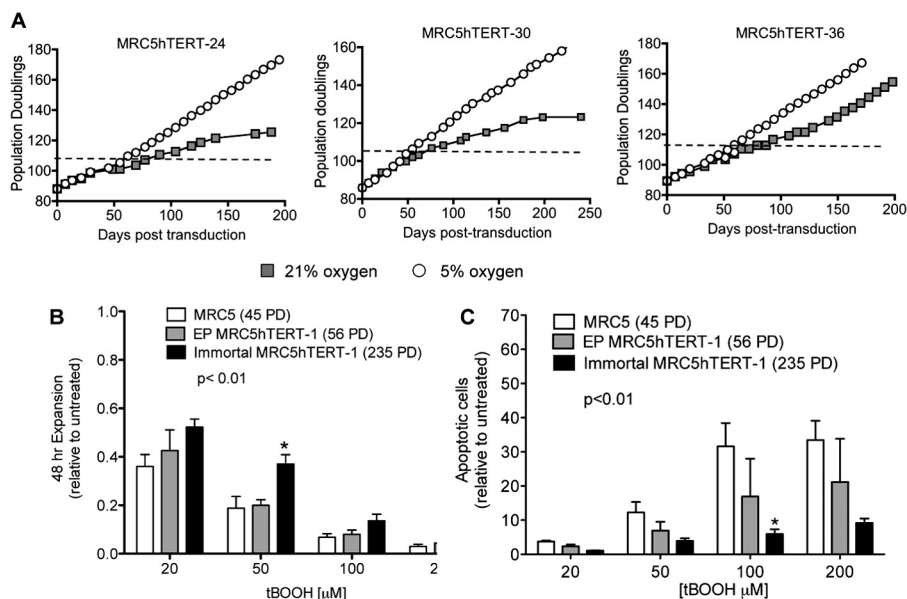 A
MRC5hTERT-24
MRC5hTERT-30
MRC5hTERT-36
Population Doublings
180
160
140
120
100
80
0
50
100
150
200
Days post transduction
Population doublings
160
140
120
100
80
0
50
100
150
200
250
Days post-transduction
Population Doublings
180
160
140
120
100
80
0
50
100
150
200
Days post-transduction
21% oxygen
5% oxygen
B
MRC5 (45 PD)
EP MRC5hTERT-1 (56 PD)
Immortal MRC5hTERT-1 (235 PD)
p< 0.01
48 hr Expansion
(relative to untreated)
1.0
0.8
0.6
0.4
0.2
0.0
*
20
50
100
2
tBOOH [µM]
C
MRC5 (45 PD)
EP MRC5hTERT-1 (56 PD)
Immortal MRC5hTERT-1 (235 PD)
p<0.01
Apoptotic cells
(relative to untreated)
70
60
50
40
30
20
10
0
*
20
50
100
200
[tBOOH µM]